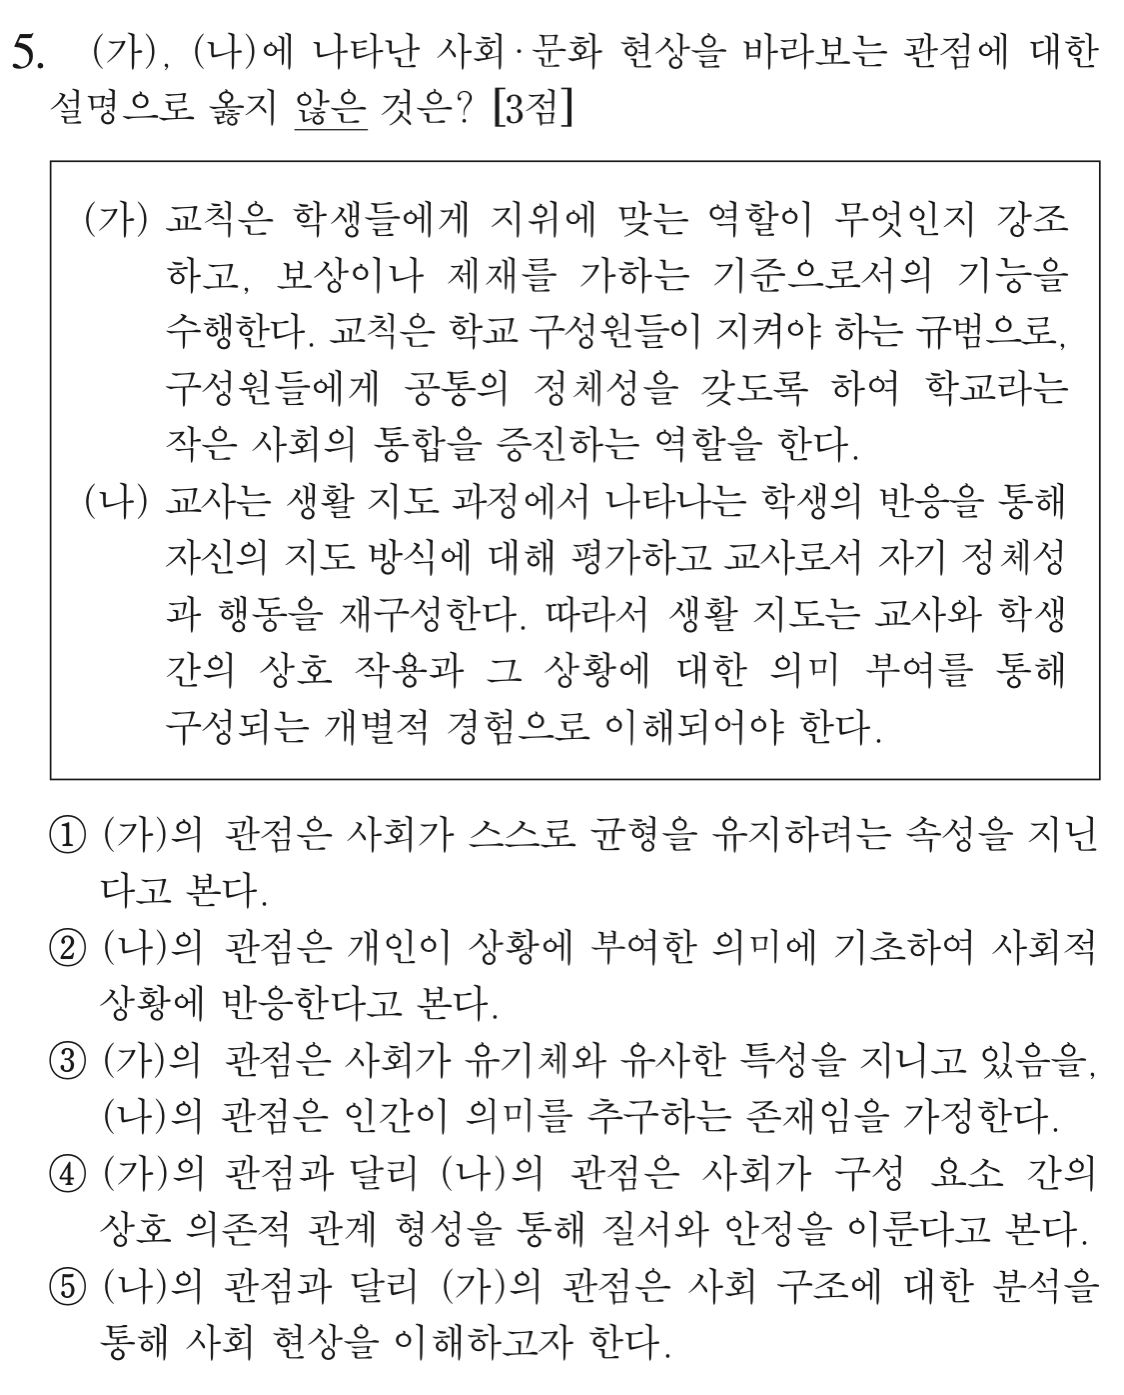 5. (가), (나)에 나타난 사회·문화 현상을 바라보는 관점에 대한
설명으로 옳지 않은 것은? [3점]
(가) 교칙은 학생들에게 지위에 맞는 역할이 무엇인지 강조
하고, 보상이나 제재를 가하는 기준으로서의 기능을
수행한다. 교칙은 학교 구성원들이 지켜야 하는 규범으로,
구성원들에게 공통의 정체성을 갖도록 하여 학교라는
작은 사회의 통합을 증진하는 역할을 한다.
(나) 교사는 생활 지도 과정에서 나타나는 학생의 반응을 통해
자신의 지도 방식에 대해 평가하고 교사로서 자기 정체성
과 행동을 재구성한다. 따라서 생활 지도는 교사와 학생
간의 상호 작용과 그 상황에 대한 의미 부여를 통해
구성되는 개별적 경험으로 이해되어야 한다.
① (가)의 관점은 사회가 스스로 균형을 유지하려는 속성을 지닌
다고 본다.
② (나)의 관점은 개인이 상황에 부여한 의미에 기초하여 사회적
상황에 반응한다고 본다.
③ (가)의 관점은 사회가 유기체와 유사한 특성을 지니고 있음을,
(나)의 관점은 인간이 의미를 추구하는 존재임을 가정한다.
④ (가)의 관점과 달리 (나)의 관점은 사회가 구성 요소 간의
상호 의존적 관계 형성을 통해 질서와 안정을 이룬다고 본다.
⑤ (나)의 관점과 달리 (가)의 관점은 사회 구조에 대한 분석을
통해 사회 현상을 이해하고자 한다.